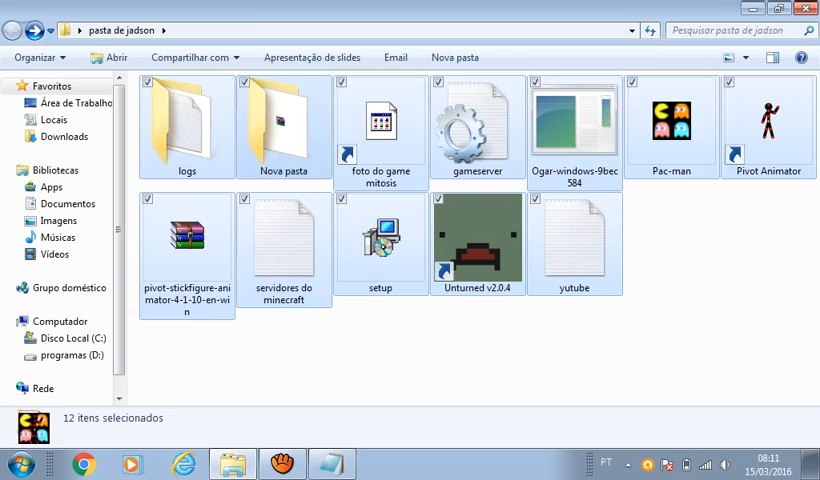 pasta de jadson
Pesquisar pasta de jadson
Organizar
Abrir
Compartilhar com
Apresentação de slides
Email
Nova pasta
Favoritos
Área de Trabalho
Locais
Downloads
Bibliotecas
Apps
Documentos
Imagens
Músicas
Vídeos
Grupo doméstico
Computador
Disco Local (C:)
programas (D:)
Rede
logs
Nova pasta
foto do game
mitosis
gameserver
Ogar-windows-9bec
584
Pac-man
Pivot Animator
pivot-stickfigure-ani
mator-4-1-10-en-wi
n
servidores do
minecraft
setup
Unturned v2.0.4
yutube
12 itens selecionados
PT
08:11
15/03/2016